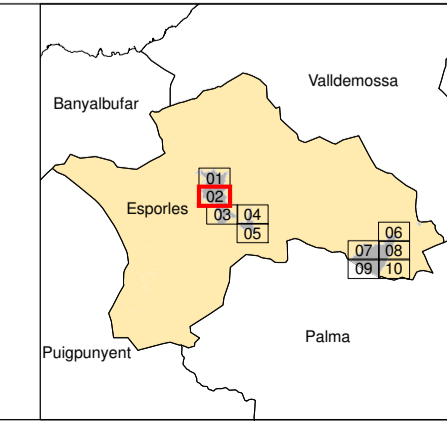 Valldemossa
Banyalbufar
01
02
Esporles
03 04
05
06
07 08
09 10
Palma
Puigpunyent